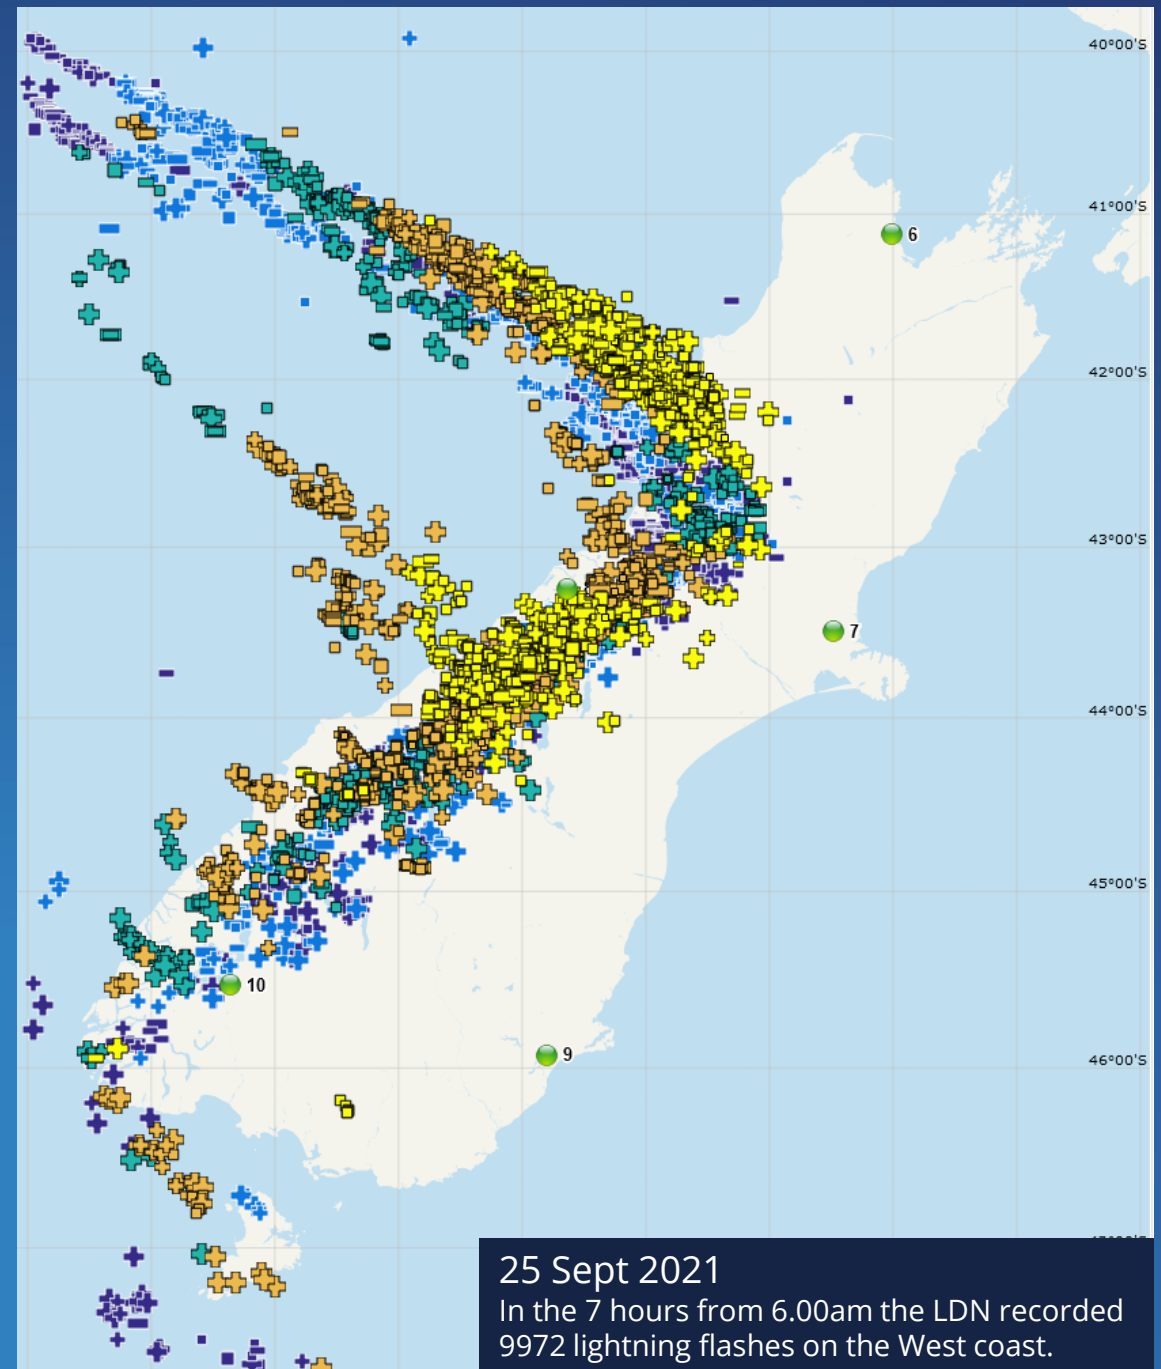 40°00'S
41°00'S
6
42°00'S
43°00'S
7
44°00'S
45°00'S
10
9
46°00'S
25 Sept 2021
In the 7 hours from 6.00am the LDN recorded
9972 lightning flashes on the West coast.